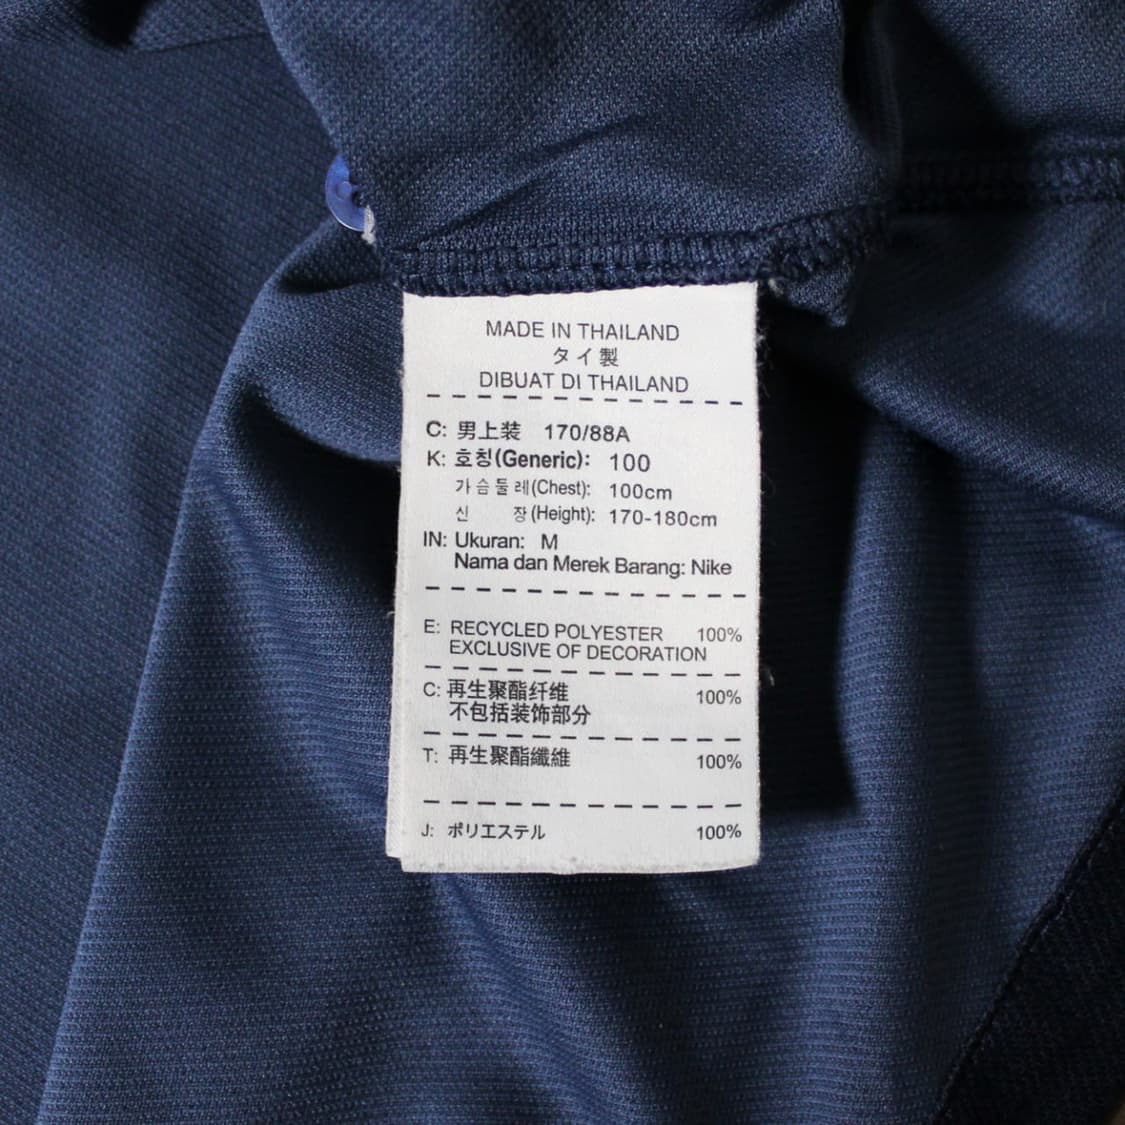 MADE IN THAILAND
タイ製
DIBUAT DI THAILAND
C: 男上装 170/88A
K: 호칭(Generic): 100
가슴둘레(Chest): 100cm
신 장(Height): 170-180cm
IN: Ukuran: M
Nama dan Merek Barang: Nike
E: RECYCLED POLYESTER 100%
EXCLUSIVE OF DECORATION
C: 再生聚酯纤维 100%
不包括装饰部分
T: 再生聚酯纖維 100%
J: ポリエステル 100%